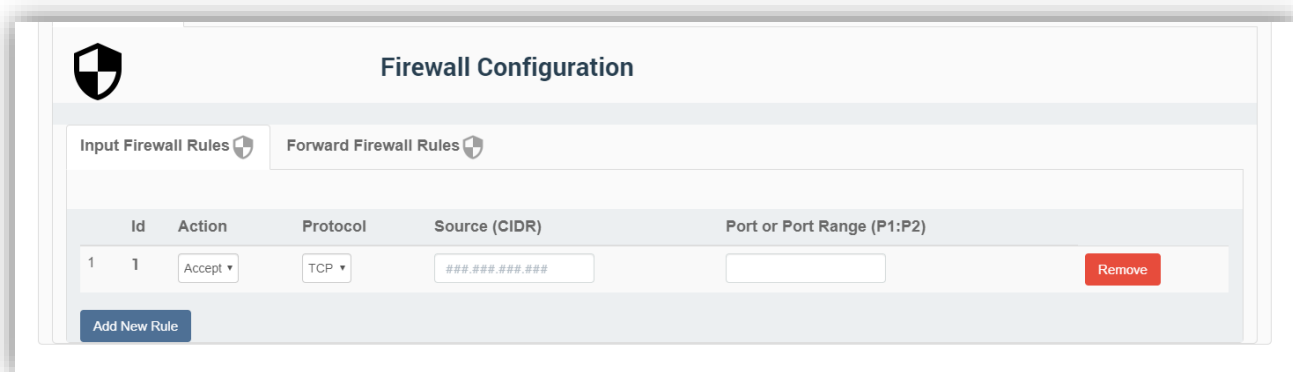 Firewall Configuration
Input Firewall Rules Forward Firewall Rules
Id Action Protocol Source (CIDR) Port or Port Range (P1:P2)
1 1 Accept TCP ###.###.###.### Remove
Add New Rule